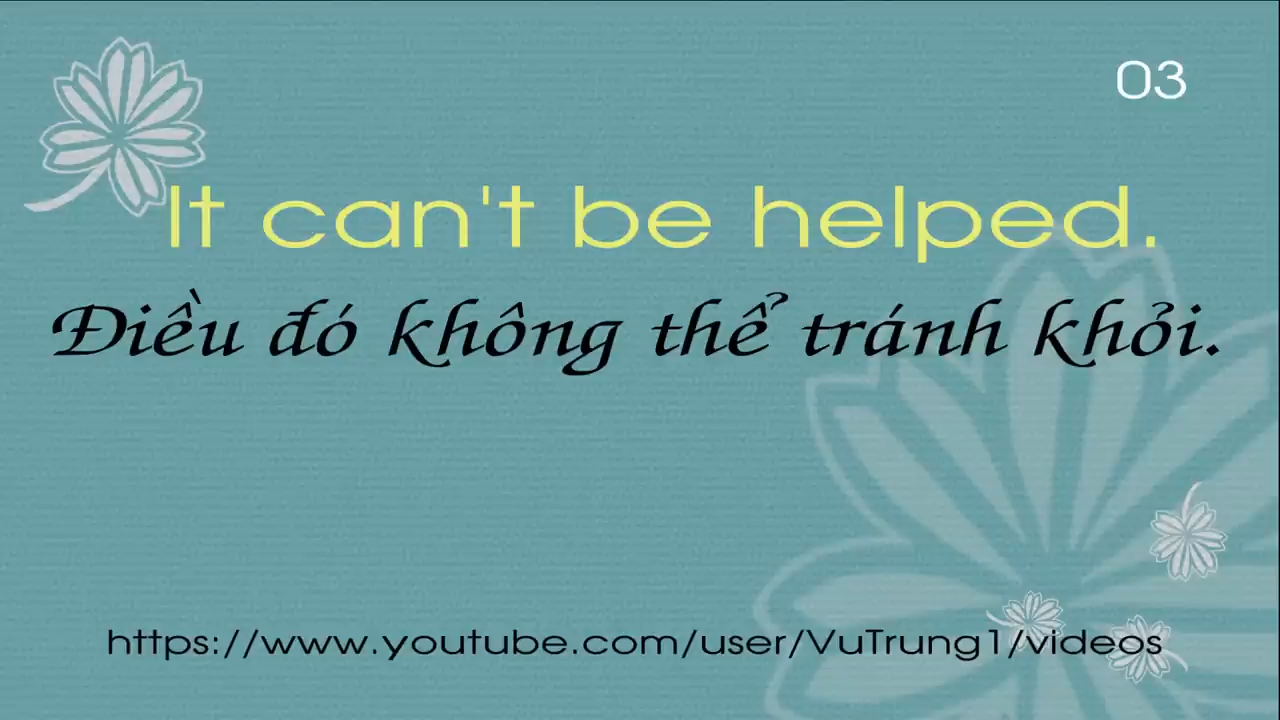 03
It can't be helped.
Điều đó không thể tránh khỏi.
https://www.youtube.com/user/VuTrung1/videos